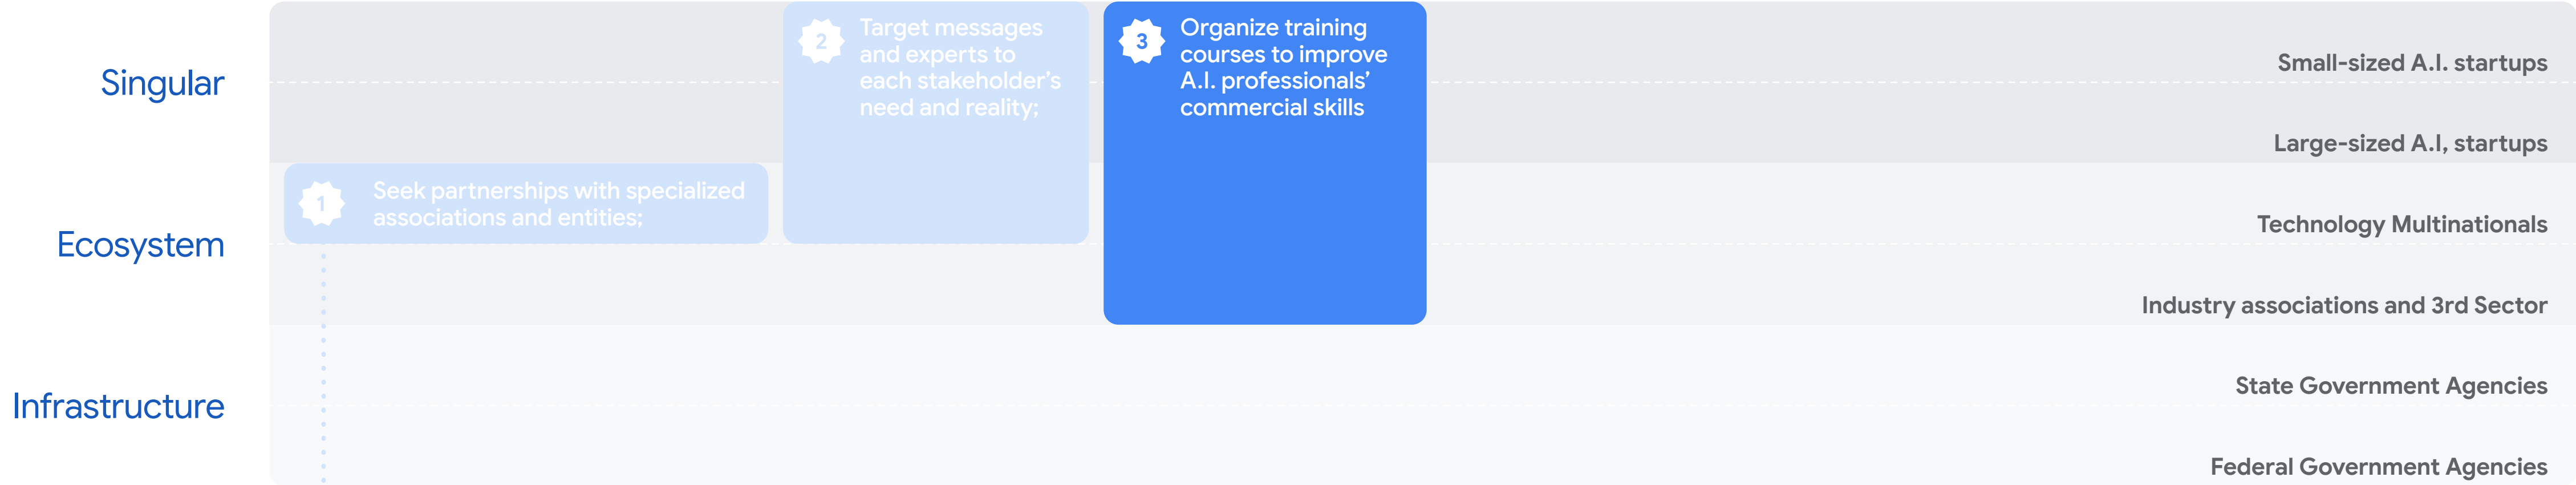 Singular
Ecosystem
Infrastructure
1
Seek partnerships with specialized
associations and entities;
2
Target messages
and experts to
each stakeholder’s
need and reality;
3
Organize training
courses to improve
A.I. professionals’
commercial skills
Small-sized A.I. startups
Large-sized A.I, startups
Technology Multinationals
Industry associations and 3rd Sector
State Government Agencies
Federal Government Agencies